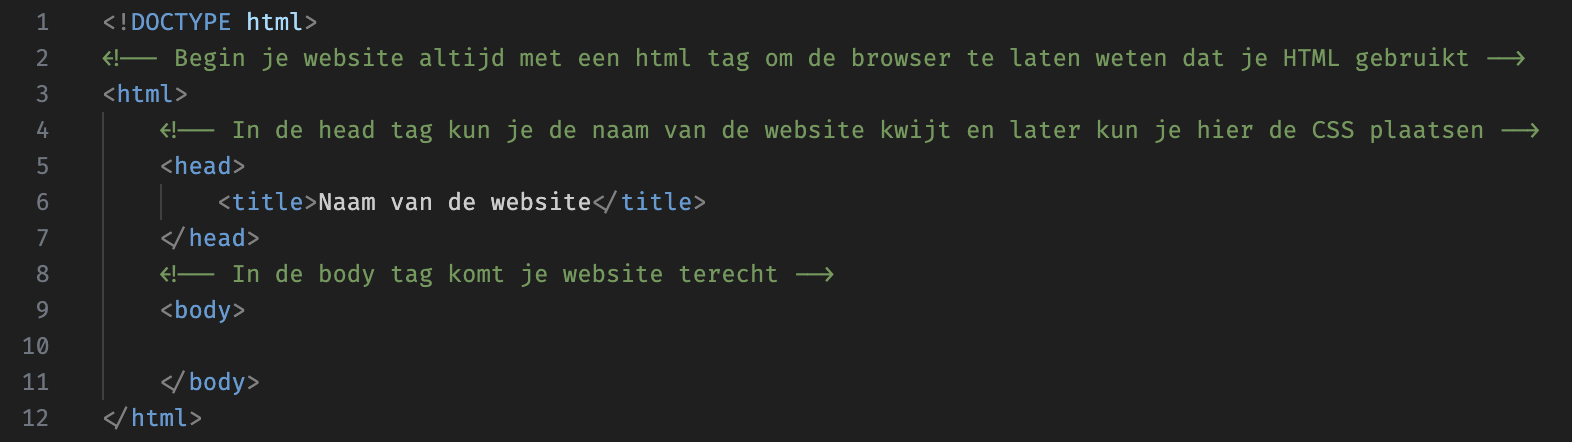 1 <!DOCTYPE html>
2 <!-- Begin je website altijd met een html tag om de browser te laten weten dat je HTML gebruikt -->
3 <html>
4     <!-- In de head tag kun je de naam van de website kwijt en later kun je hier de CSS plaatsen -->
5     <head>
6         <title>Naam van de website</title>
7     </head>
8     <!-- In de body tag komt je website terecht -->
9     <body>
10
11     </body>
12 </html>